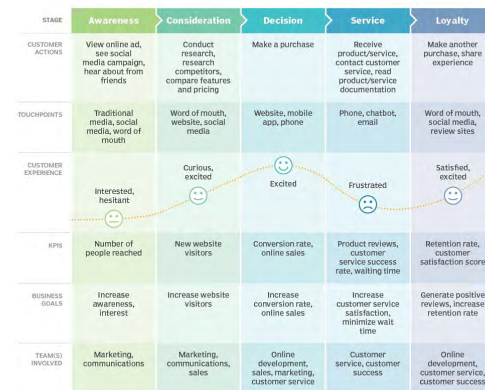 STAGE
Awareness
Consideration
Decision
Service
Loyalty
CUSTOMER
ACTIONS
View online ad,
see social
media campaign,
hear about from
friends
Conduct
research,
research
competitors,
compare features
and pricing
Make a purchase
Receive
product/service,
contact customer
service, read
product/service
documentation
Make another
purchase, share
experience
TOUCHPOINTS
Traditional
media, social
media, word of
mouth
Word of mouth,
website, social
media
Website, mobile
app, phone
Phone, chatbot,
email
Word of mouth,
social media,
review sites
CUSTOMER
EXPERIENCE
Interested,
hesitant
Curious,
excited
Excited
Frustrated
Satisfied,
excited
KPIS
Number of
people reached
New website
visitors
Conversion rate,
online sales
Product reviews,
customer
service success
rate, waiting time
Retention rate,
customer
satisfaction score
BUSINESS
GOALS
Increase
awareness,
interest
Increase website
visitors
Increase
conversion rate,
online sales
Increase
customer service
satisfaction,
minimize wait
time
Generate positive
reviews, increase
retention rate
TEAM(S)
INVOLVED
Marketing,
communications
Marketing,
communications,
sales
Online
development,
sales, marketing,
customer service
Customer
service, customer
success
Online
development,
customer service,
customer success